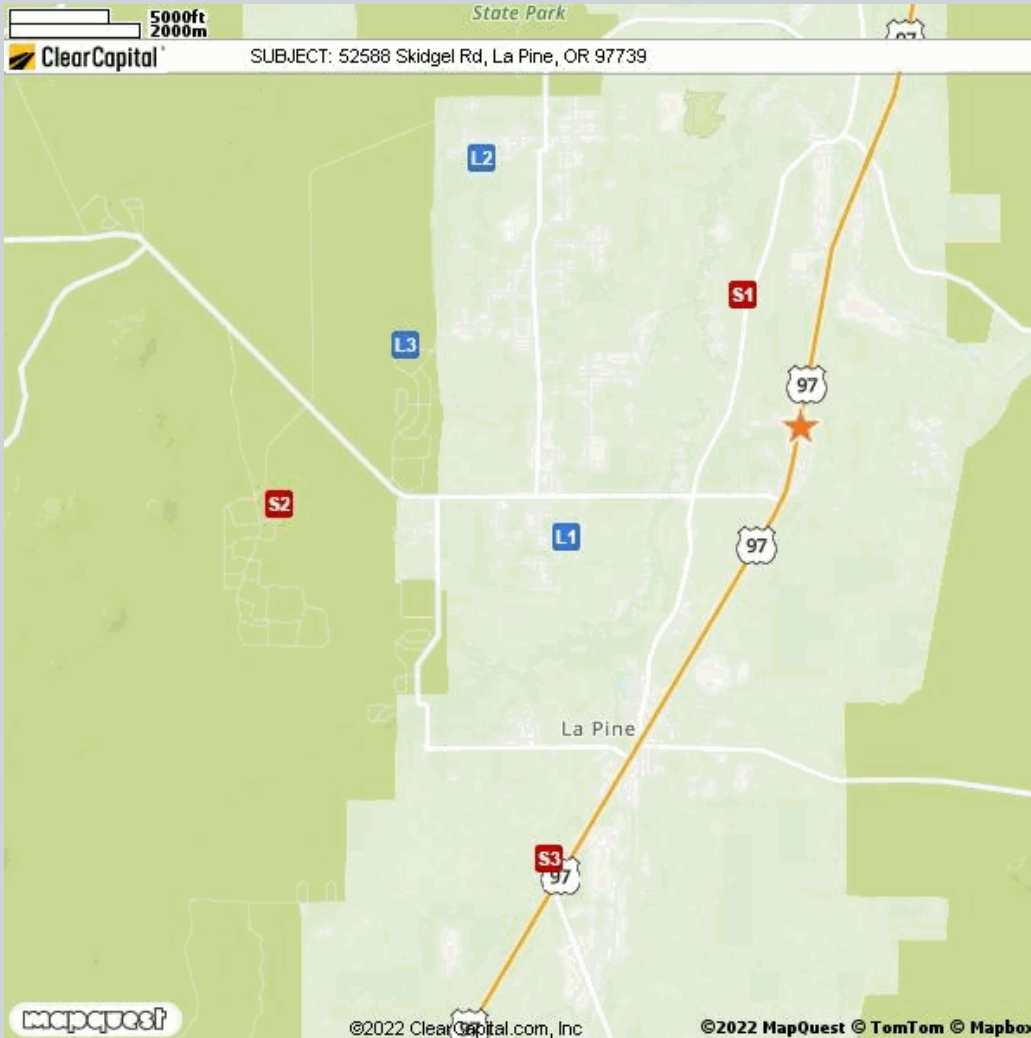 5000ft
State Park
2000m
97
ClearCapital
SUBJECT: 52588 Skidgel Rd, La Pine, OR 97739
L2
S1
L3
97
S2
L1
97
La Pine
S3
97
mapquest
97
©2022 ClearCapital.com, Inc
©2022 MapQuest © TomTom © Mapbox